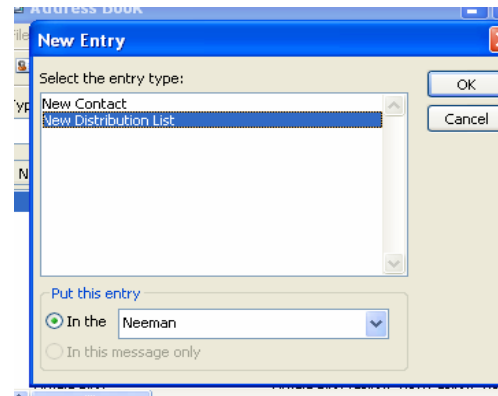 Address Book
File
New Entry
Select the entry type:
OK
New Contact
New Distribution List
Cancel
Put this entry
In the Neeman
In this message only